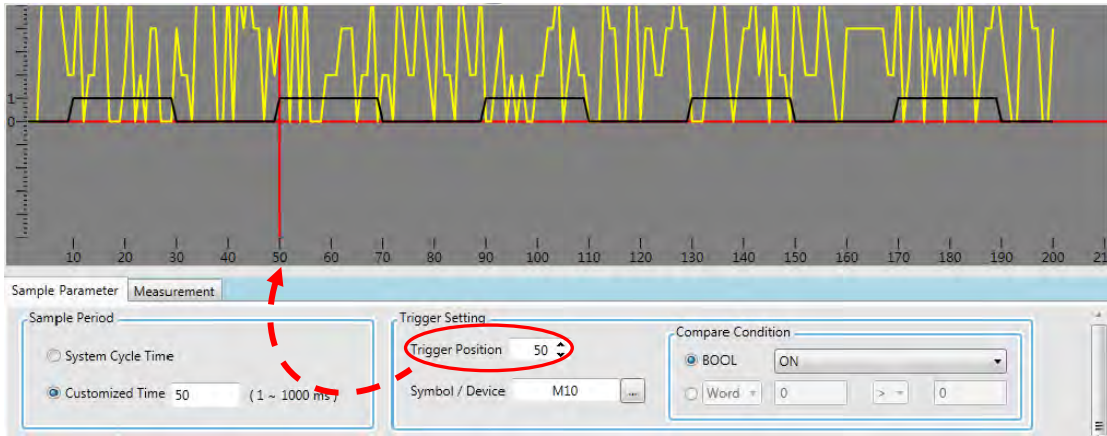 1
0
10 20 30 40 50 60 70 80 90 100 110 120 130 140 150 160 170 180 190 200 21
Sample Parameter Measurement
Sample Period
System Cycle Time
Customized Time 50 ( 1 ~ 1000 ms )
Trigger Setting
Trigger Position 50
Symbol / Device M10 ...
Compare Condition
BOOL ON
Word 0 > 0